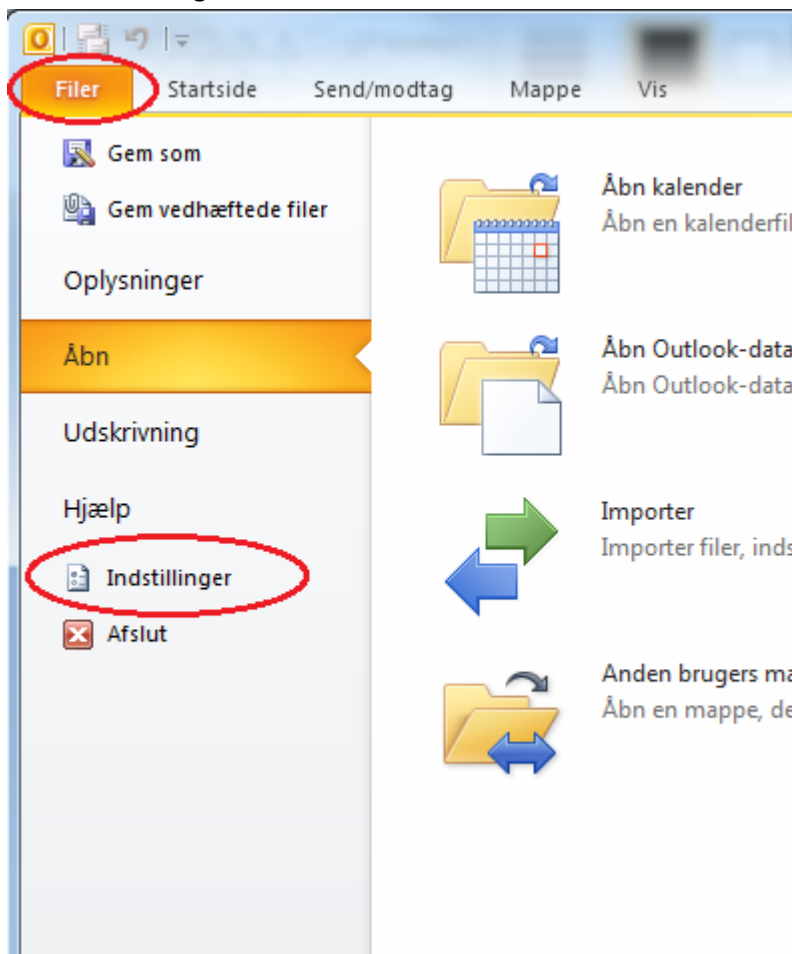 Filer Startside Send/modtag Mappe Vis
Gem som
Gem vedhæftede filer
Oplysninger
Åbn
Udskrivning
Hjælp
Indstillinger
Afslut
Åbn kalender
Åbn en kalenderfil
Åbn Outlook-data
Åbn Outlook-data
Importer
Importer filer, inds
Anden brugers ma
Åbn en mappe, de